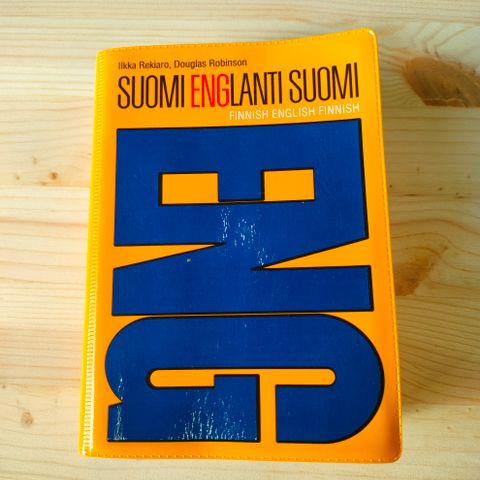 Ilkka Rekiaro, Douglas Robinson
SUOMI ENGLANTI SUOMI
FINNISH ENGLISH FINNISH
ENG